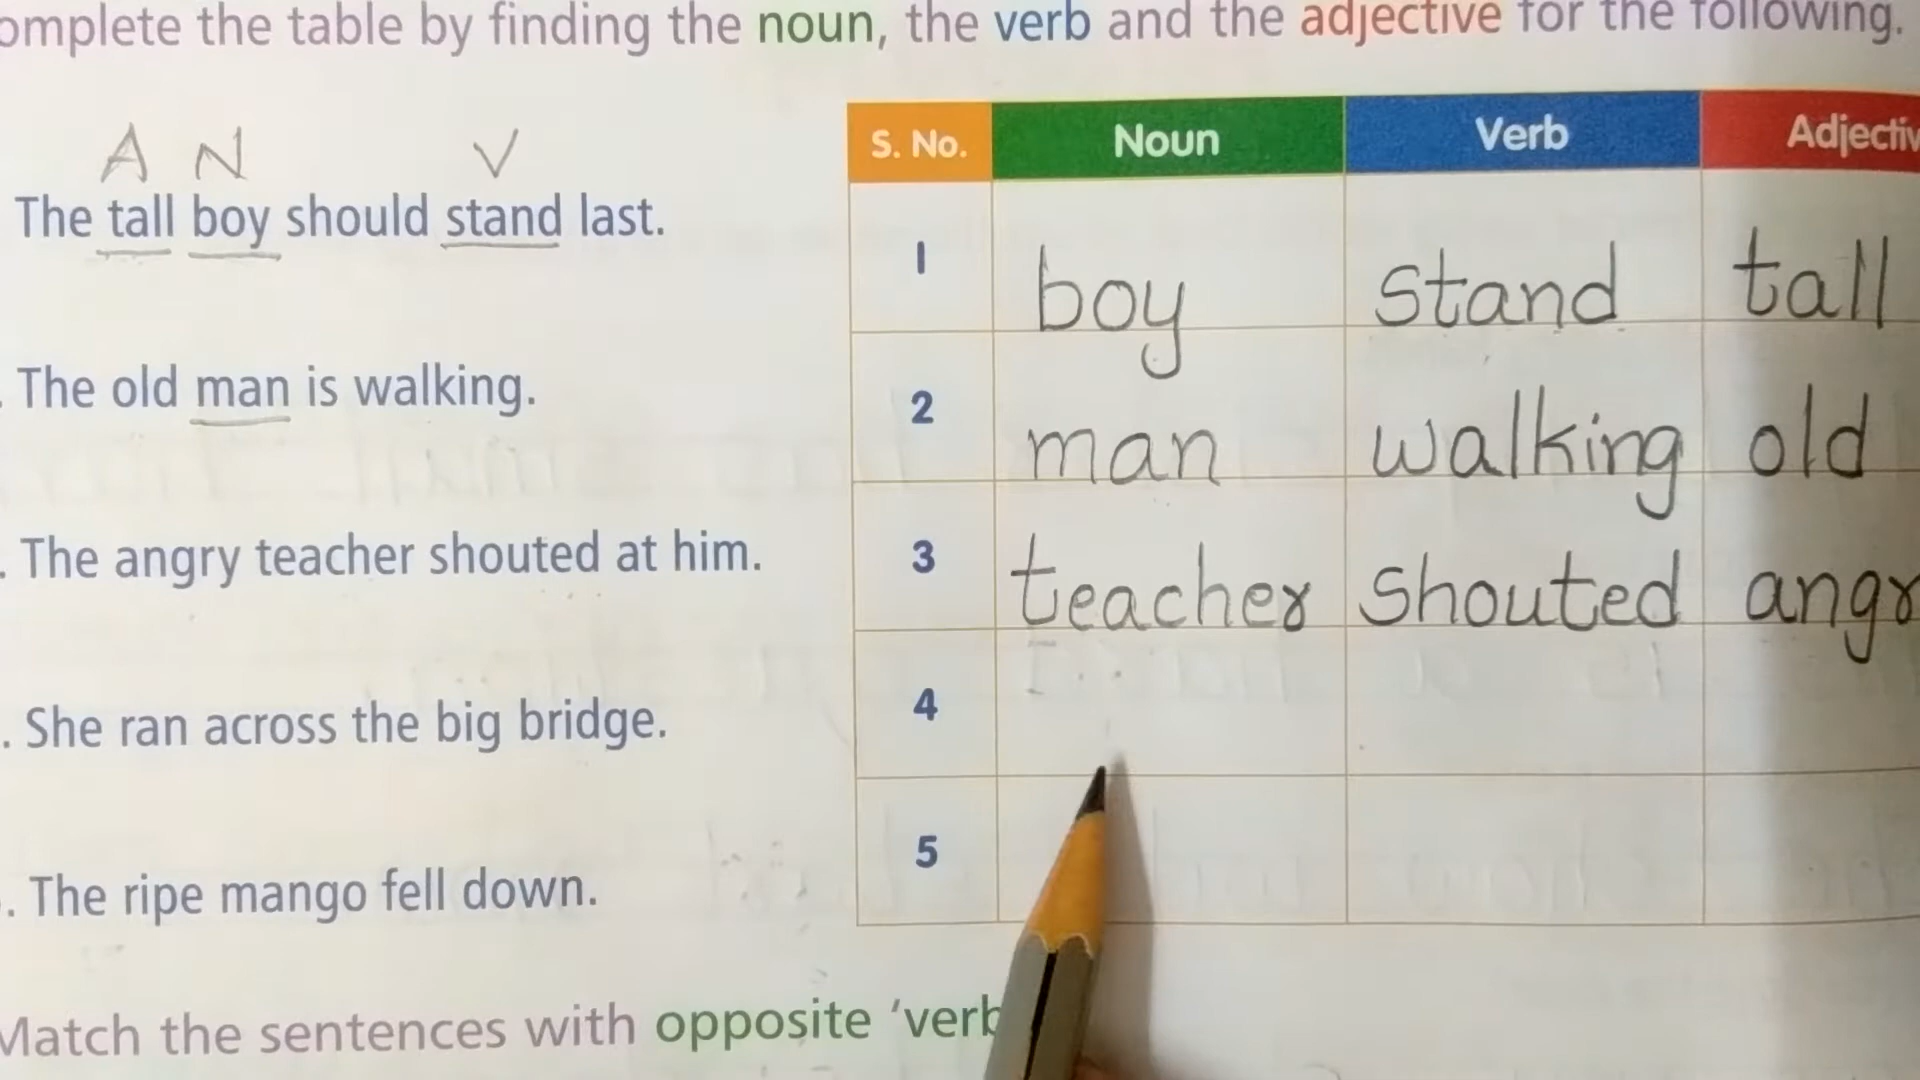 omplete the table by finding the noun, the verb and the adjective for the following.
A N V
The tall boy should stand last.
. The old man is walking.
. The angry teacher shouted at him.
. She ran across the big bridge.
. The ripe mango fell down.
S. No. Noun Verb Adjectiv
1 boy stand tall
2 man walking old
3 teacher shouted angr
4
5
Match the sentences with opposite ‘verb